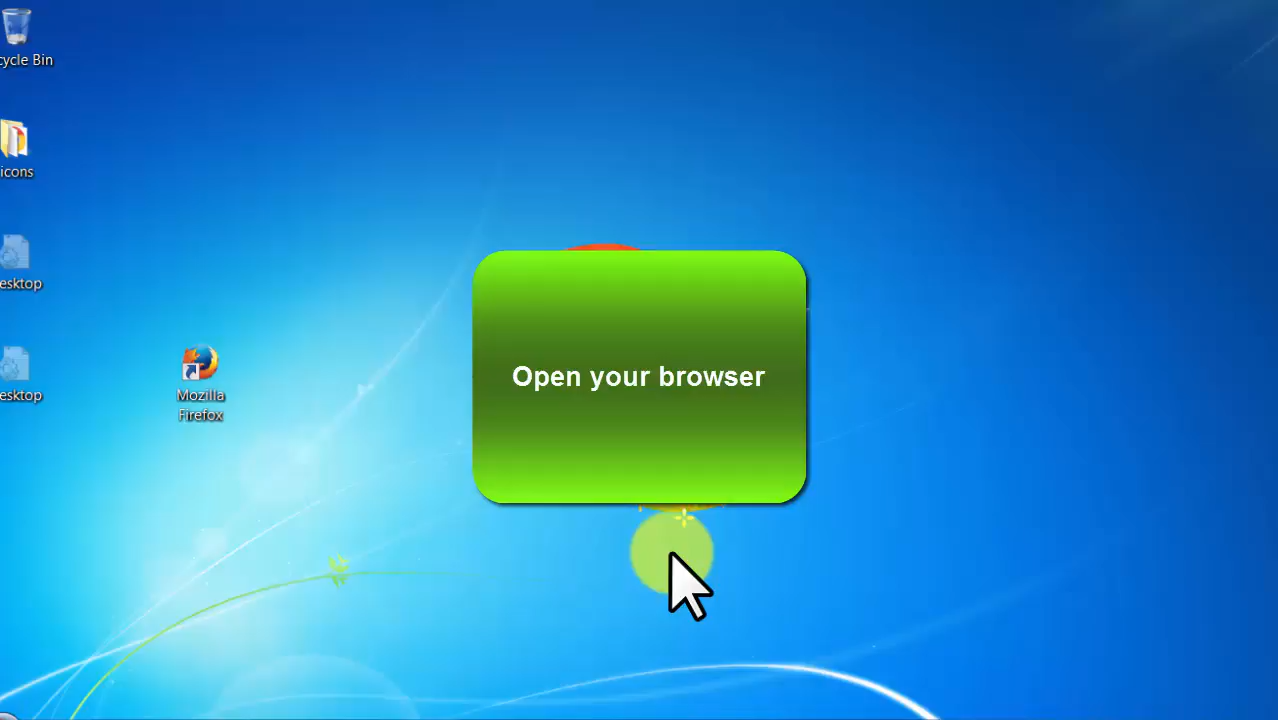 cycle Bin
icons
esktop
esktop
Mozilla
Firefox
Open your browser